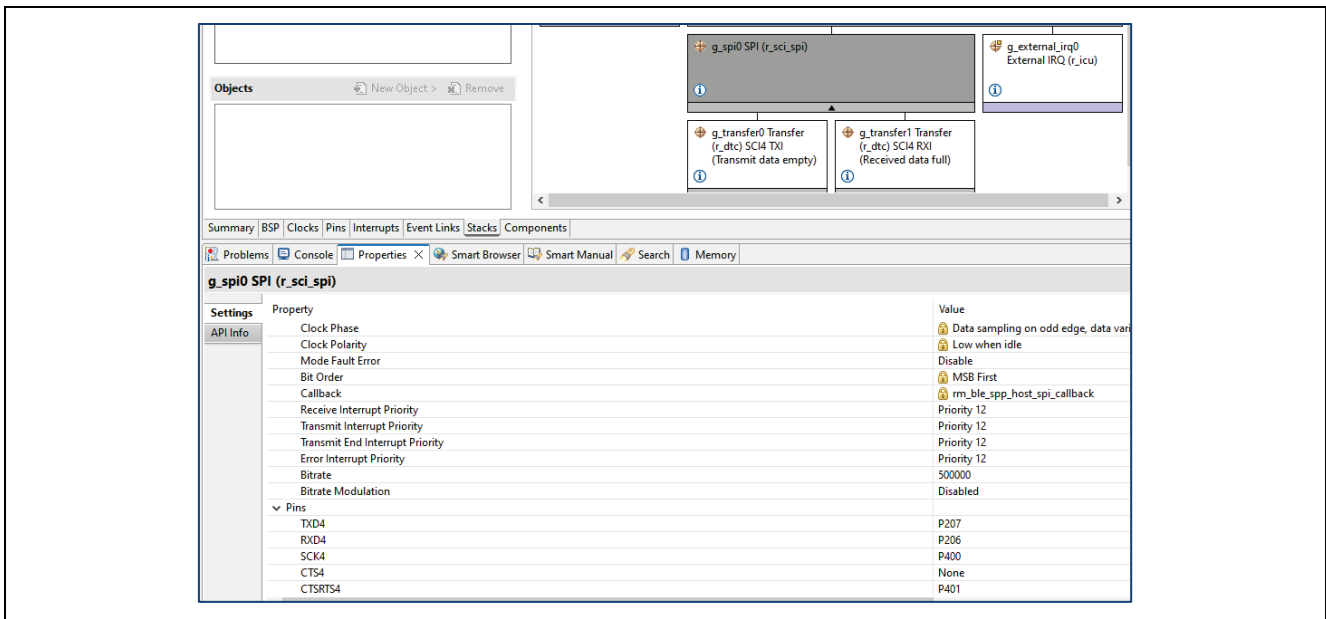 g_spi0 SPI (r_sci_spi)
g_external_irq0
External IRQ (r_icu)
Objects
New Object >
Remove
g_transfer0 Transfer
(r_dtc) SCI4 TXI
(Transmit data empty)
g_transfer1 Transfer
(r_dtc) SCI4 RXI
(Received data full)
Summary BSP Clocks Pins Interrupts Event Links Stacks Components
Problems Console Properties Smart Browser Smart Manual Search Memory
g_spi0 SPI (r_sci_spi)
Settings
API Info
Property Value
Clock Phase Data sampling on odd edge, data vari
Clock Polarity Low when idle
Mode Fault Error Disable
Bit Order MSB First
Callback rm_ble_spp_host_spi_callback
Receive Interrupt Priority Priority 12
Transmit Interrupt Priority Priority 12
Transmit End Interrupt Priority Priority 12
Error Interrupt Priority Priority 12
Bitrate 500000
Bitrate Modulation Disabled
Pins
TXD4 P207
RXD4 P206
SCK4 P400
CTS4 None
CTSRTS4 P401